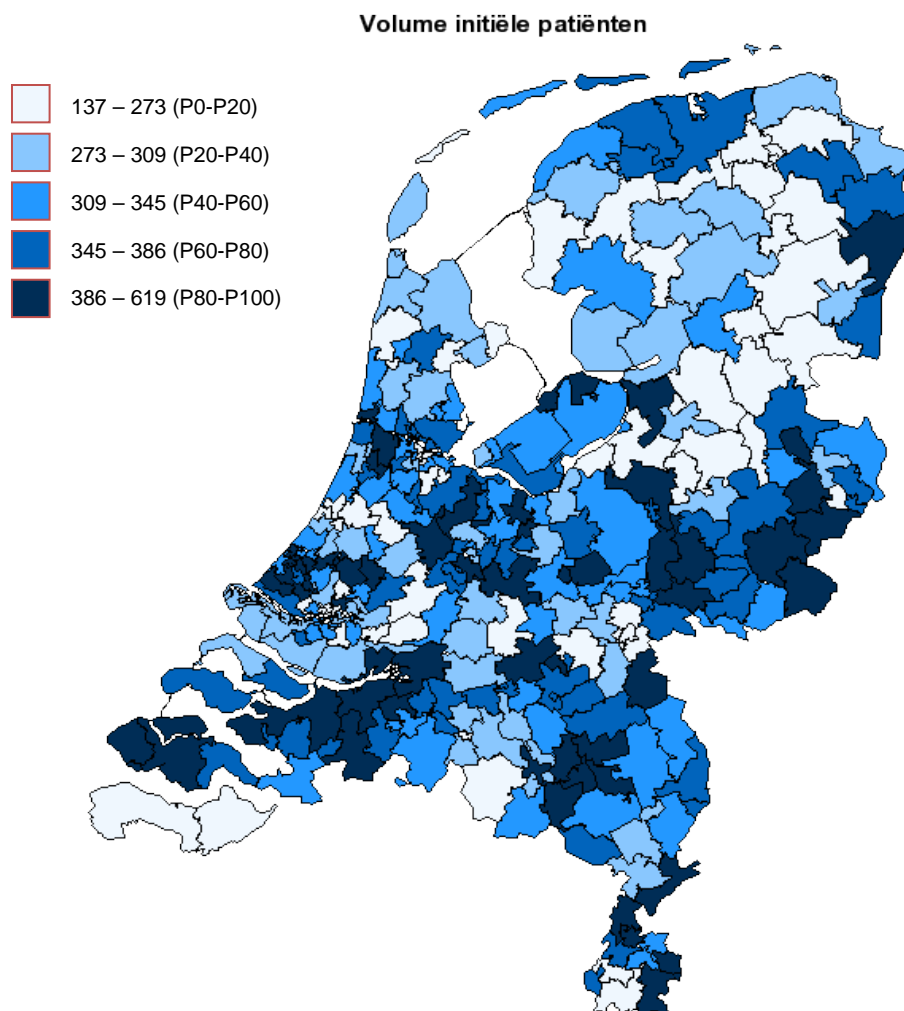 Volume initiële patiënten
137 – 273 (P0-P20)
273 – 309 (P20-P40)
309 – 345 (P40-P60)
345 – 386 (P60-P80)
386 – 619 (P80-P100)